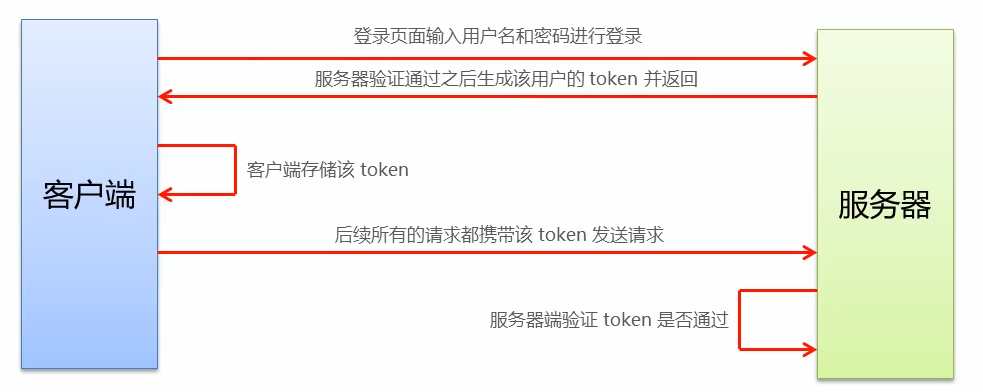 登录页面输入用户名和密码进行登录
服务器验证通过之后生成该用户的 token 并返回
客户端
客户端存储该 token
服务器
后续所有的请求都携带该 token 发送请求
服务器端验证 token 是否通过